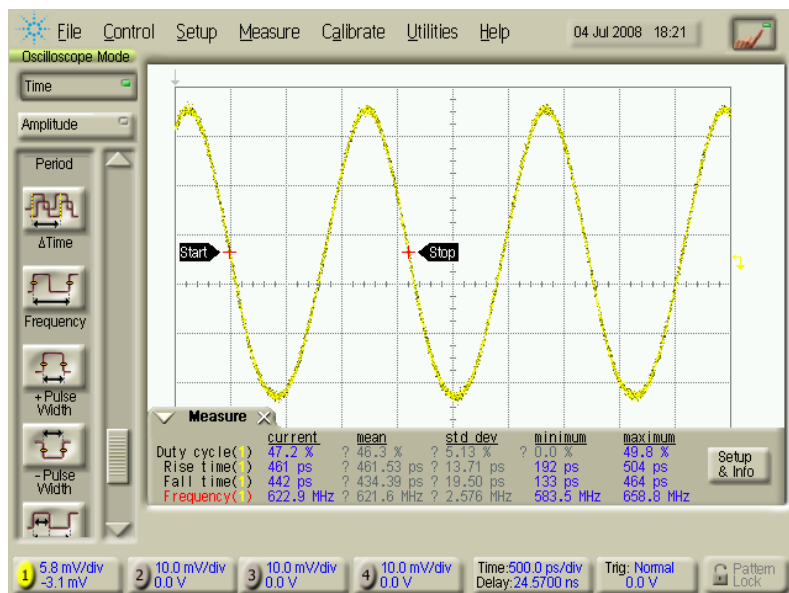 File Control Setup Measure Calibrate Utilities Help 04 Jul 2008 18:21
Oscilloscope Mode
Time
Amplitude
Period
ΔTime
Frequency
+ Pulse
Width
- Pulse
Width
Start
Stop
Measure
current mean std dev minimum maximum
Duty cycle(1) 47.2 % ? 46.3 % ? 5.13 % ? 0.0 % 49.8 %
Rise time(1) 461 ps ? 461.53 ps ? 13.71 ps 192 ps 504 ps
Fall time(1) 442 ps ? 434.39 ps ? 19.50 ps 133 ps 464 ps
Frequency(1) 622.9 MHz ? 621.6 MHz ? 2.576 MHz 583.5 MHz 658.8 MHz
Setup
& Info
1 5.8 mV/div
-3.1 mV
2 10.0 mV/div
0.0 V
3 10.0 mV/div
0.0 V
4 10.0 mV/div
0.0 V
Time:500.0 ps/div
Delay:24.5700 ns
Trig: Normal
0.0 V
Pattern
Lock